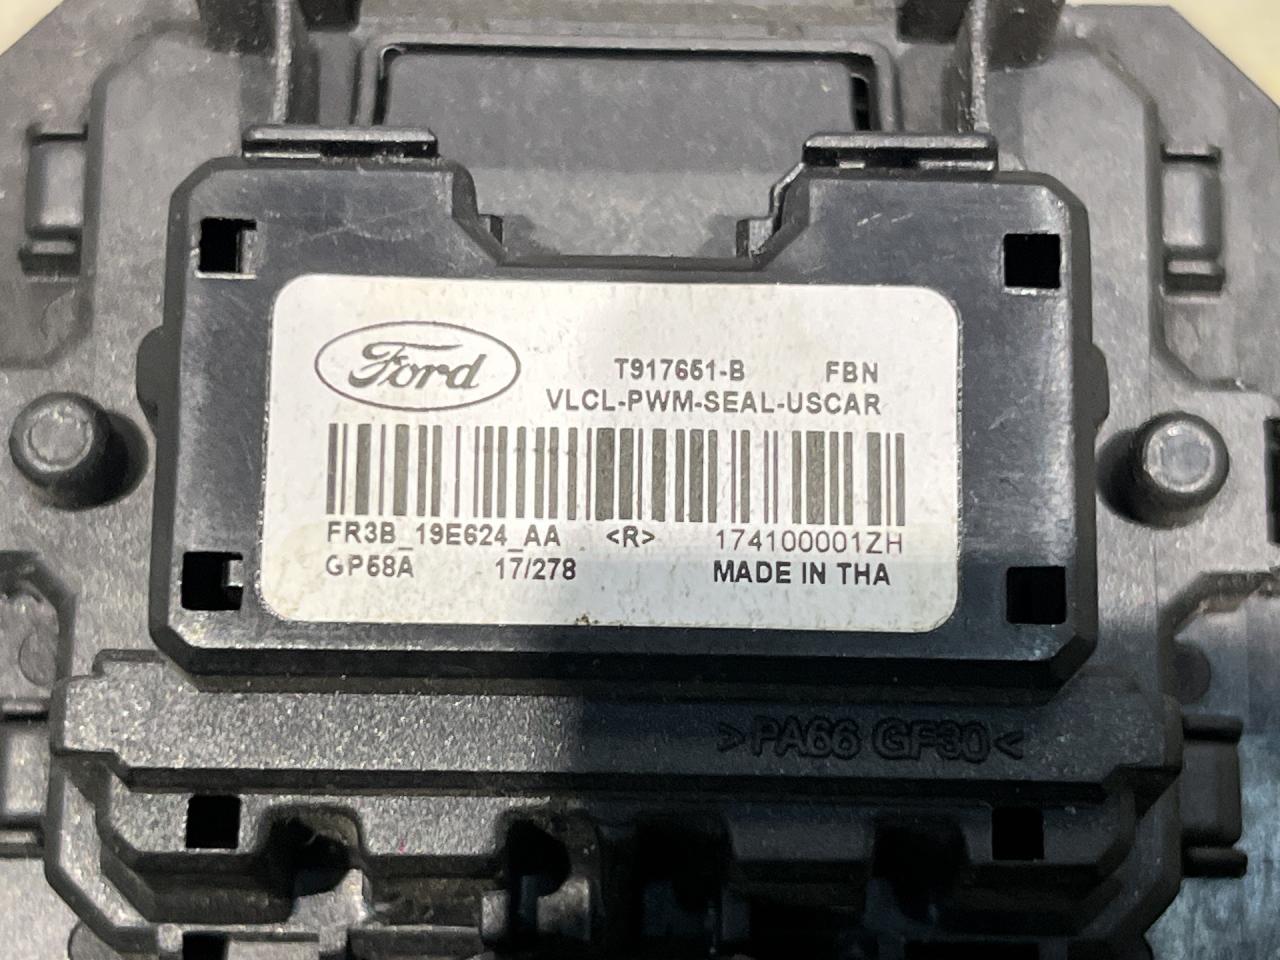 Ford
T917651-B FBN
VLCL-PWM-SEAL-USCAR
FR3B_19E624_AA <R> 174100001ZH
GP58A 17/278 MADE IN THA
>PA66 GF30<